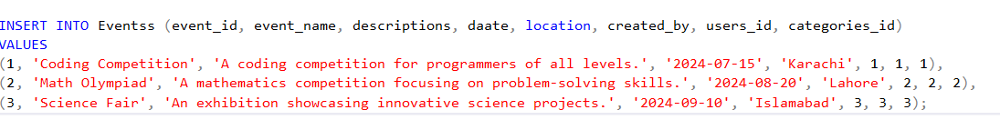 INSERT INTO Eventss (event_id, event_name, descriptions, daate, location, created_by, users_id, categories_id)
VALUES
(1, 'Coding Competition', 'A coding competition for programmers of all levels.', '2024-07-15', 'Karachi', 1, 1, 1),
(2, 'Math Olympiad', 'A mathematics competition focusing on problem-solving skills.', '2024-08-20', 'Lahore', 2, 2, 2),
(3, 'Science Fair', 'An exhibition showcasing innovative science projects.', '2024-09-10', 'Islamabad', 3, 3, 3);